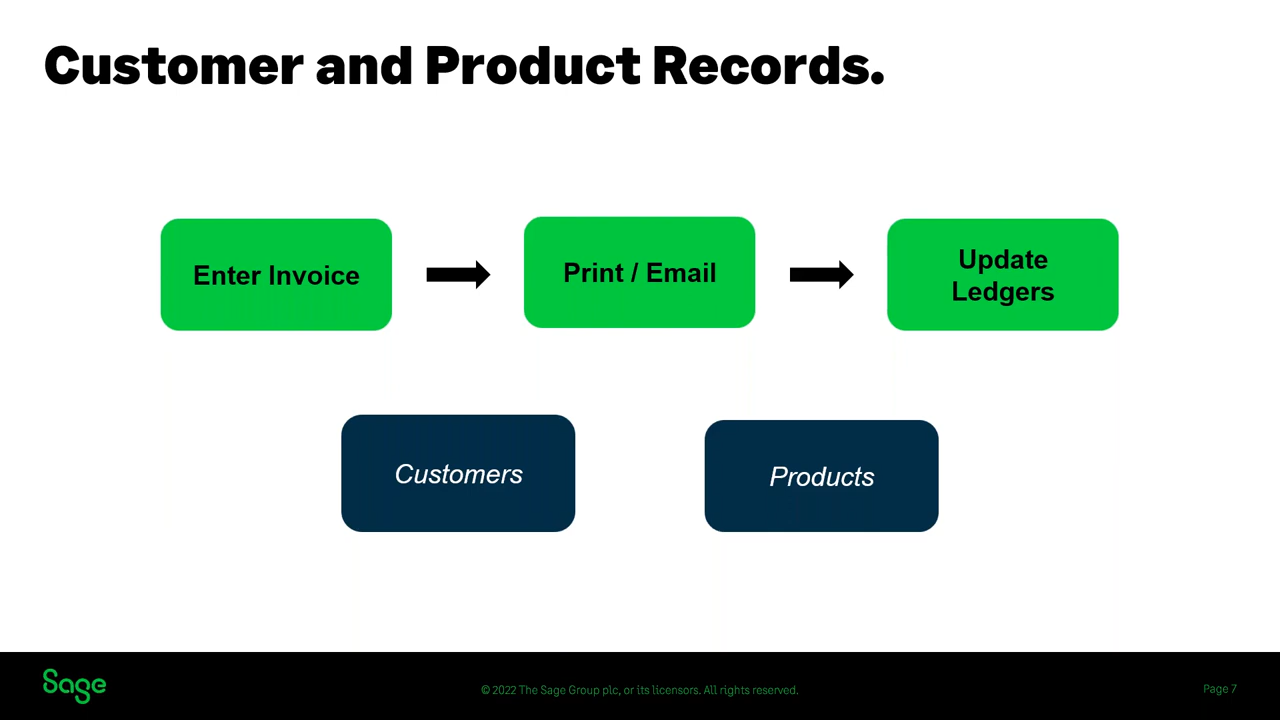 Customer and Product Records.
Enter Invoice
Print / Email
Update
Ledgers
Customers
Products
Sage
© 2022 The Sage Group plc, or its licensors. All rights reserved.
Page 7